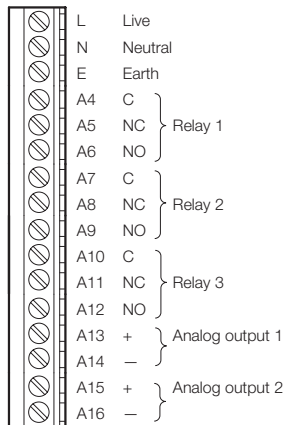 L Live
N Neutral
E Earth
A4 C
A5 NC Relay 1
A6 NO
A7 C
A8 NC Relay 2
A9 NO
A10 C
A11 NC Relay 3
A12 NO
A13 + Analog output 1
A14 —
A15 + Analog output 2
A16 —